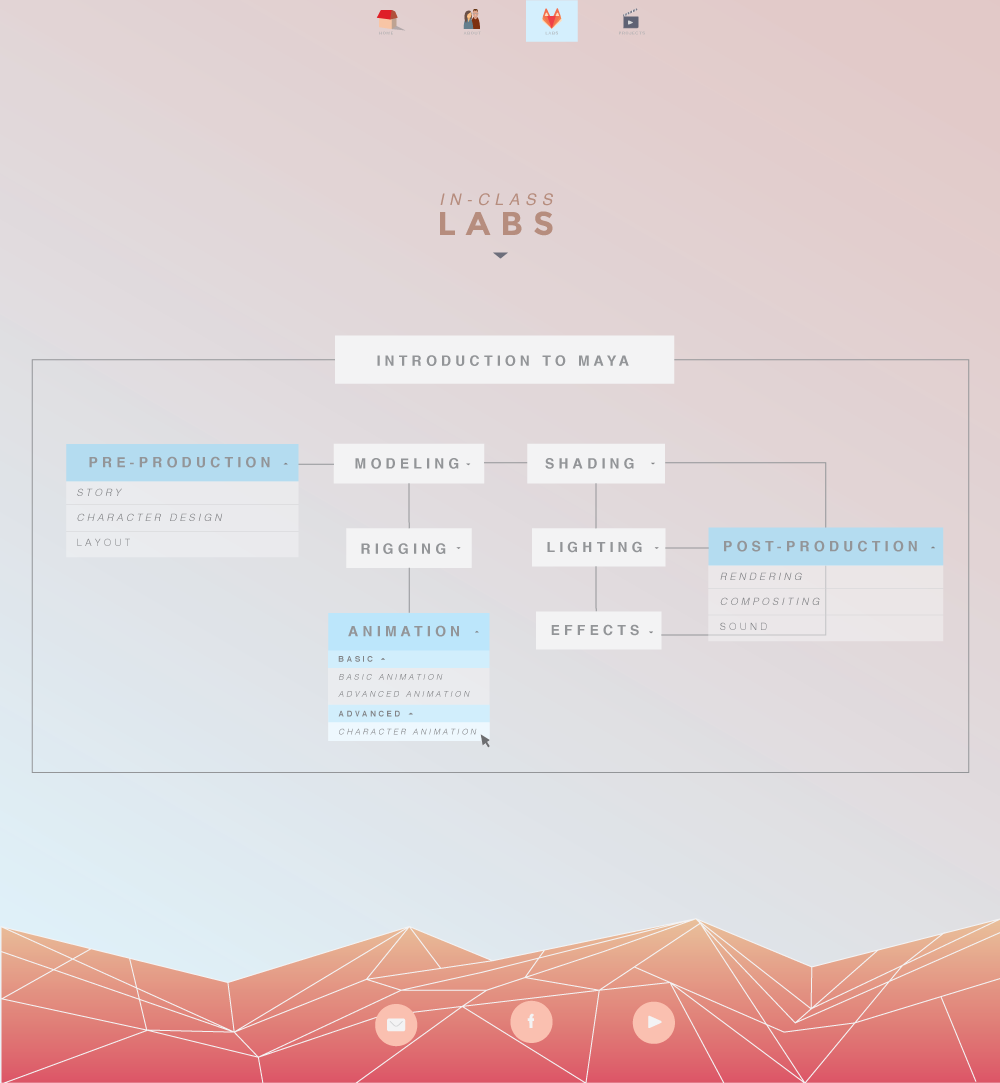 HOME
ABOUT
LABS
PROJECTS
IN-CLASS
LABS
INTRODUCTION TO MAYA
PRE-PRODUCTION
STORY
CHARACTER DESIGN
LAYOUT
MODELING
RIGGING
ANIMATION
BASIC
BASIC ANIMATION
ADVANCED ANIMATION
ADVANCED
CHARACTER ANIMATION
SHADING
LIGHTING
EFFECTS
POST-PRODUCTION
RENDERING
COMPOSITING
SOUND